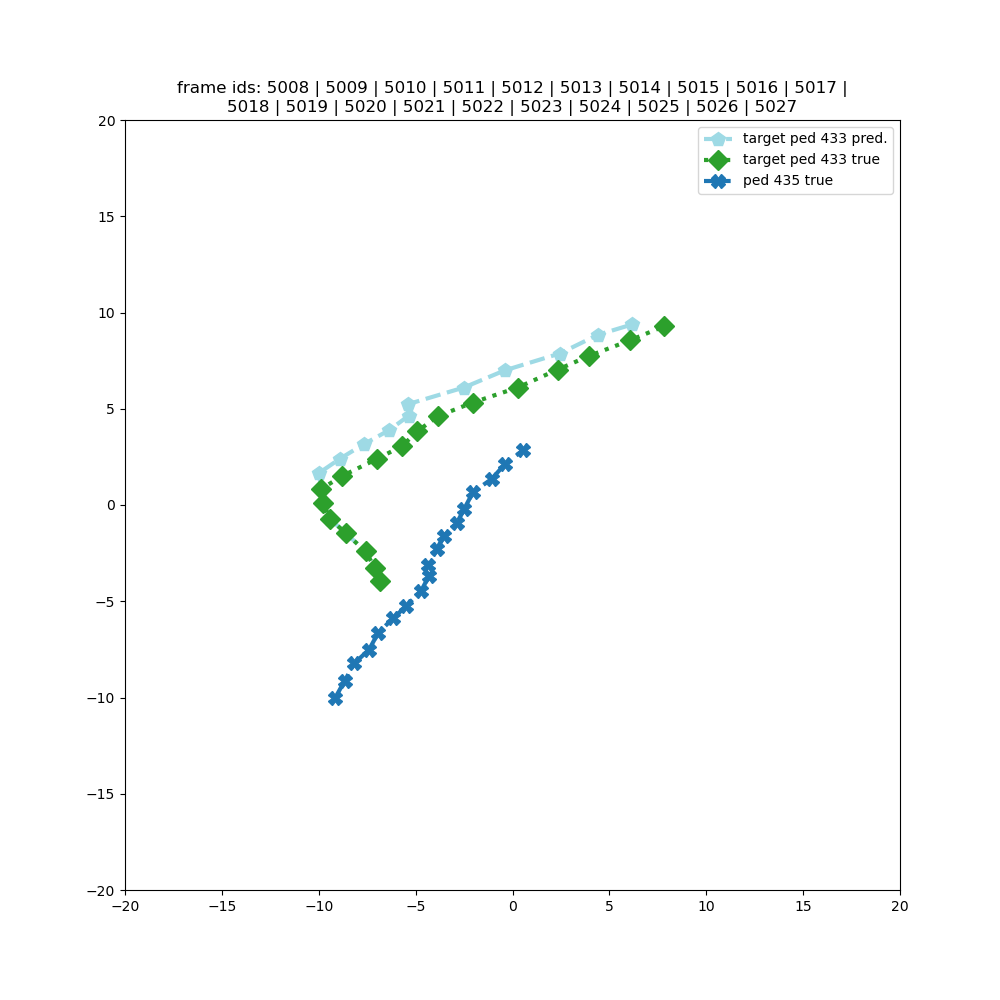 frame ids: 5008 | 5009 | 5010 | 5011 | 5012 | 5013 | 5014 | 5015 | 5016 | 5017 |
5018 | 5019 | 5020 | 5021 | 5022 | 5023 | 5024 | 5025 | 5026 | 5027
target ped 433 pred.
target ped 433 true
ped 435 true
20
15
10
5
0
−5
−10
−15
−20
−20 −15 −10 −5 0 5 10 15 20